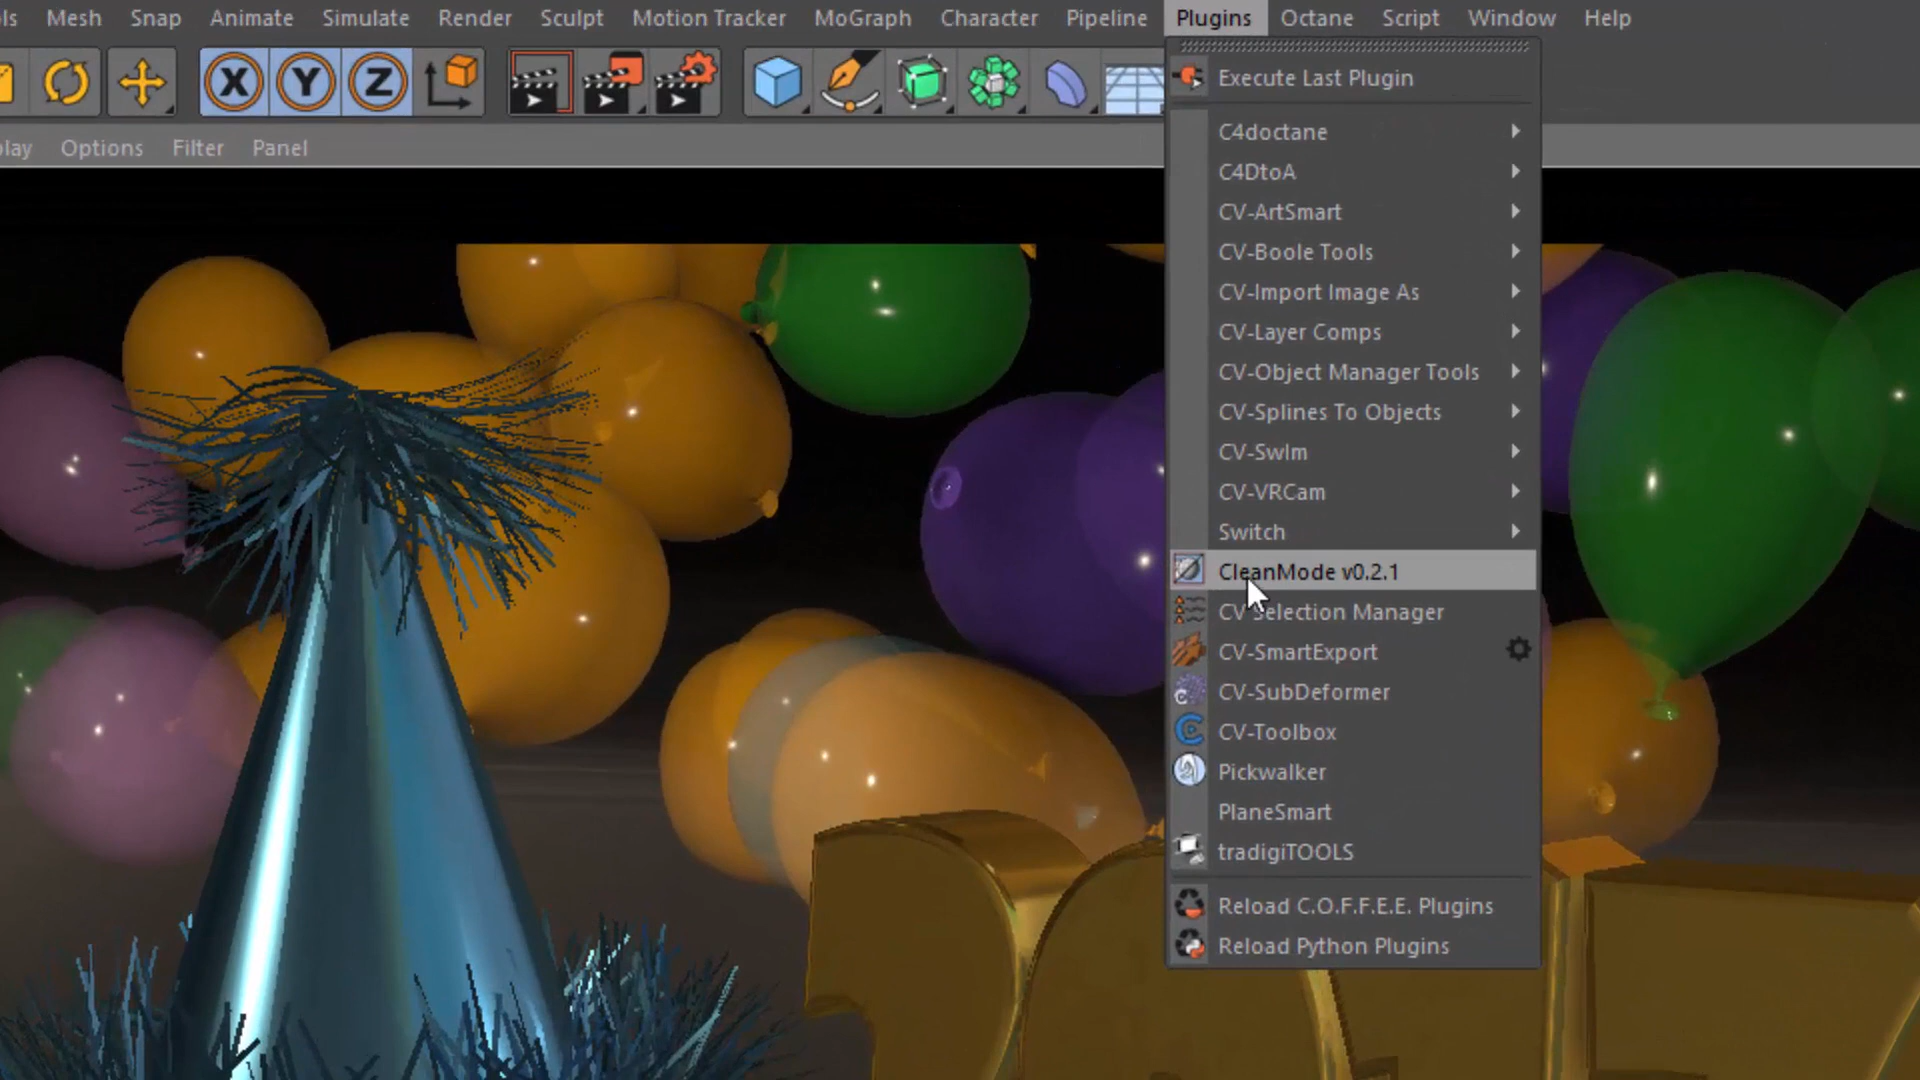 ls Mesh Snap Animate Simulate Render Sculpt Motion Tracker MoGraph Character Pipeline Plugins Octane Script Window Help
X Y Z
lay Options Filter Panel
Execute Last Plugin
C4doctane
C4DtoA
CV-ArtSmart
CV-Boole Tools
CV-Import Image As
CV-Layer Comps
CV-Object Manager Tools
CV-Splines To Objects
CV-Swlm
CV-VRCam
Switch
CleanMode v0.2.1
CV-Selection Manager
CV-SmartExport
CV-SubDeformer
CV-Toolbox
Pickwalker
PlaneSmart
tradigiTOOLS
Reload C.O.F.F.E.E. Plugins
Reload Python Plugins